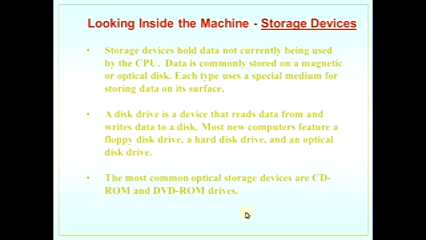 Looking Inside the Machine - Storage Devices
• Storage devices hold data not currently being used
by the CPU. Data is commonly stored on a magnetic
or optical disk. Each type uses a special medium for
storing data on its surface.
• A disk drive is a device that reads data from and
writes data to a disk. Most new computers feature a
floppy disk drive, a hard disk drive, and an optical
disk drive.
• The most common optical storage devices are CD-
ROM and DVD-ROM drives.